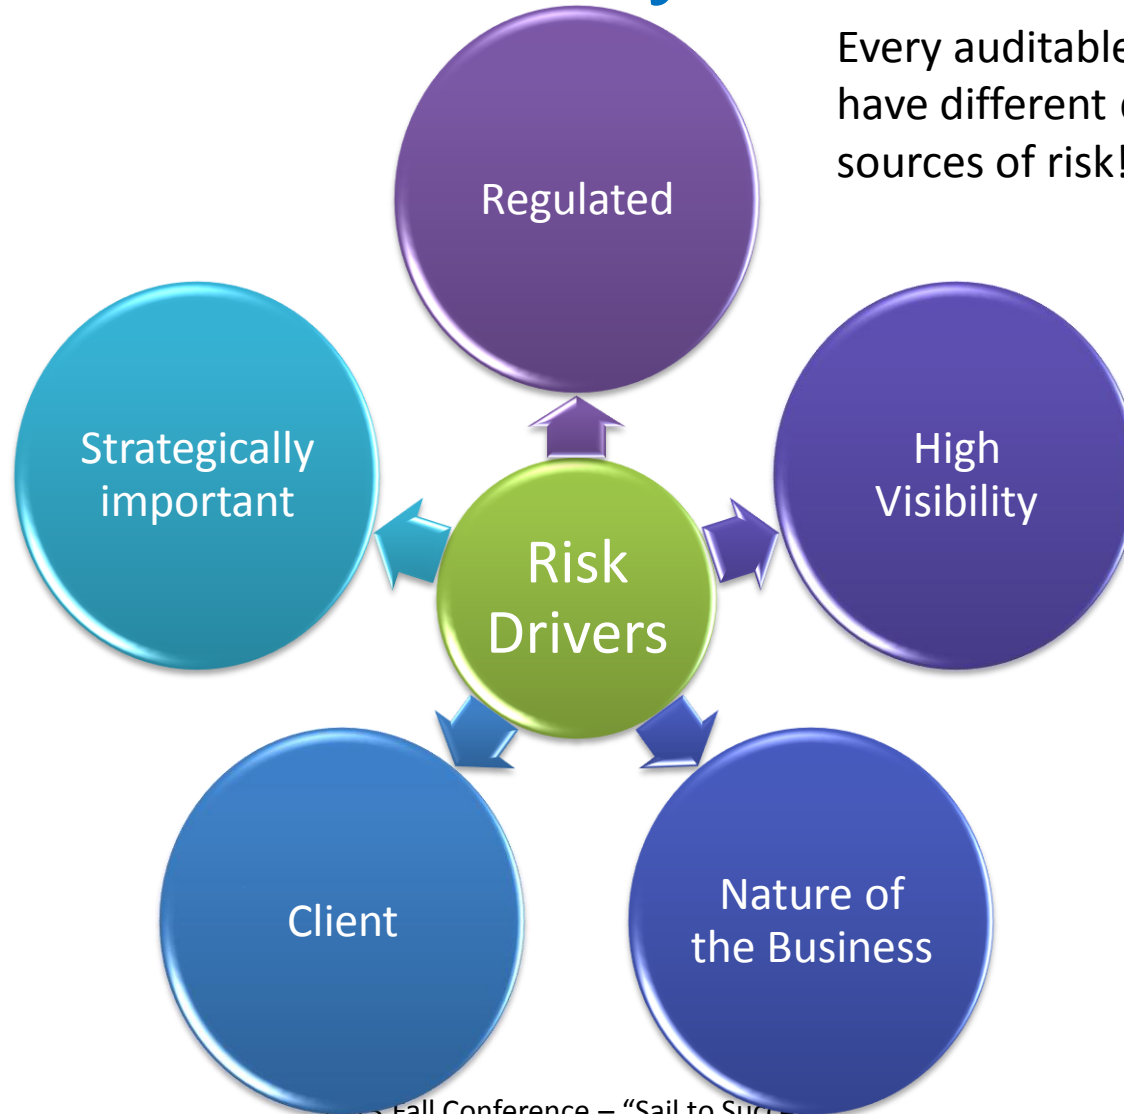 Every auditable
have different
sources of risk!
Regulated
Strategically
important
High
Visibility
Risk
Drivers
Client
Nature of
the Business
Fall Conference – “Sail to